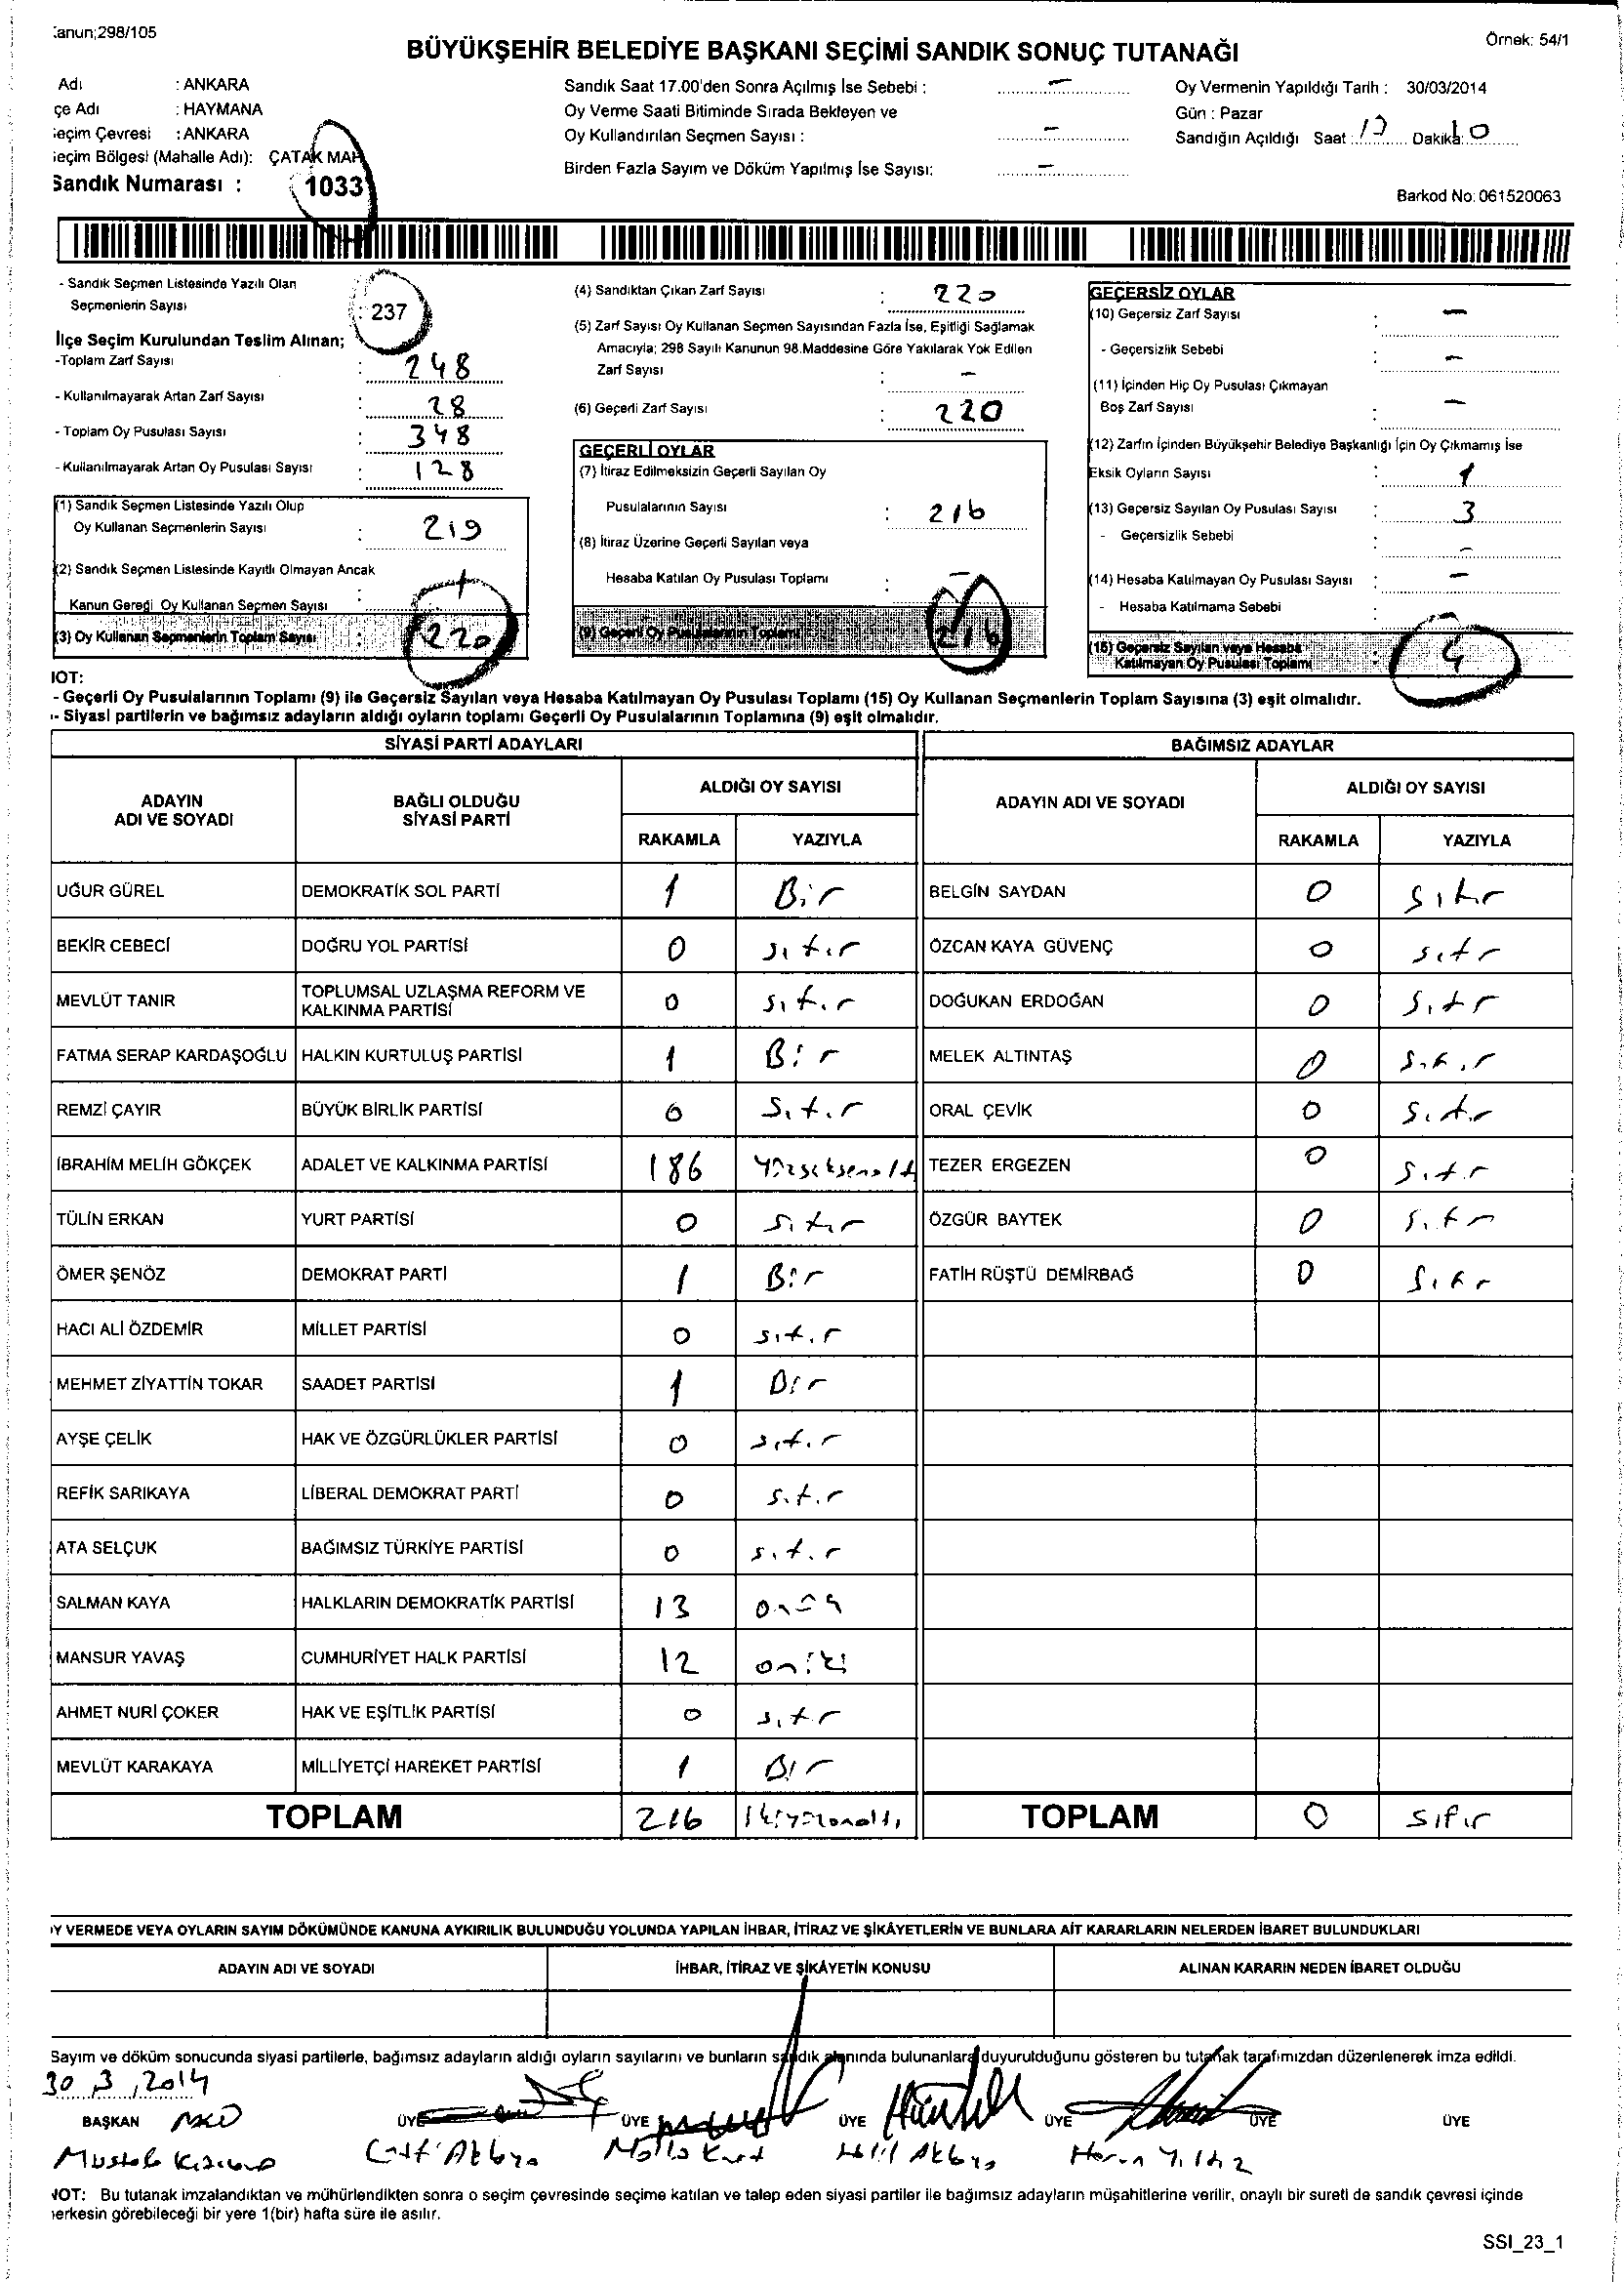 anun;298/105
Örnek: 54/1
BÜYÜKŞEHİR BELEDİYE BAŞKANI SEÇİMİ SANDIK SONUÇ TUTANAĞI
Adı : ANKARA
çe Adı : HAYMANA
eçim Çevresi : ANKARA
eçim Bölgesi (Mahalle Adı): ÇATAK MAH
Sandık Numarası : 1033
Sandık Saat 17.00'den Sonra Açılmış İse Sebebi : -
Oy Verme Saati Bitiminde Sırada Bekleyen ve
Oy Kullandırılan Seçmen Sayısı : -
Birden Fazla Sayım ve Döküm Yapılmış İse Sayısı: -
Oy Vermenin Yapıldığı Tarih : 30/03/2014
Gün : Pazar
Sandığın Açıldığı Saat : Dakika: 10
Barkod No: 061520063
- Sandık Seçmen Listesinde Yazılı Olan
Seçmenlerin Sayısı : 237
İlçe Seçim Kurulundan Teslim Alınan;
-Toplam Zarf Sayısı : 248
- Kullanılmayarak Artan Zarf Sayısı : 28
- Toplam Oy Pusulası Sayısı : 348
- Kullanılmayarak Artan Oy Pusulası Sayısı : 128
(1) Sandık Seçmen Listesinde Yazılı Olup
Oy Kullanan Seçmenlerin Sayısı : 219
(2) Sandık Seçmen Listesinde Kayıtlı Olmayan Ancak
Kanun Gereği Oy Kullanan Seçmen Sayısı : 1
(3) Oy Kullanan Seçmenlerin Toplam Sayısı : 220
(4) Sandıktan Çıkan Zarf Sayısı : 220
(5) Zarf Sayısı Oy Kullanan Seçmen Sayısından Fazla İse, Eşitliği Sağlamak
Amacıyla; 298 Sayılı Kanunun 98.Maddesine Göre Yakılarak Yok Edilen
Zarf Sayısı : -
(6) Geçerli Zarf Sayısı : 220
GEÇERLİ OYLAR
(7) İtiraz Edilmeksizin Geçerli Sayılan Oy
Pusulalarının Sayısı : 216
(8) İtiraz Üzerine Geçerli Sayılan veya
Hesaba Katılan Oy Pusulası Toplamı : -
(9) Geçerli Oy Pusulalarının Toplamı : 216
GEÇERSİZ OYLAR
(10) Geçersiz Zarf Sayısı : -
- Geçersizlik Sebebi : -
(11) İçinden Hiç Oy Pusulası Çıkmayan
Boş Zarf Sayısı : -
(12) Zarfın İçinden Büyükşehir Belediye Başkanlığı İçin Oy Çıkmamış İse
Eksik Oyların Sayısı : 1
(13) Geçersiz Sayılan Oy Pusulası Sayısı : 3
- Geçersizlik Sebebi : -
(14) Hesaba Katılmayan Oy Pusulası Sayısı : -
- Hesaba Katılmama Sebebi : -
(15) Geçersiz Sayılan veya Hesaba
Katılmayan Oy Pusulası Toplamı : 4
NOT:
- Geçerli Oy Pusulalarının Toplamı (9) ile Geçersiz Sayılan veya Hesaba Katılmayan Oy Pusulası Toplamı (15) Oy Kullanan Seçmenlerin Toplam Sayısına (3) eşit olmalıdır.
- Siyasi partilerin ve bağımsız adayların aldığı oyların toplamı Geçerli Oy Pusulalarının Toplamına (9) eşit olmalıdır.
SİYASİ PARTİ ADAYLARI BAĞIMSIZ ADAYLAR
ADAYIN ADI VE SOYADI BAĞLI OLDUĞU SİYASİ PARTİ ALDIĞI OY SAYISI ADAYIN ADI VE SOYADI ALDIĞI OY SAYISI
RAKAMLA YAZIYLA RAKAMLA YAZIYLA
UĞUR GÜREL DEMOKRATİK SOL PARTİ 1 Bir BELGİN SAYDAN 0 Sıfır
BEKİR CEBECİ DOĞRU YOL PARTİSİ 0 sıfır ÖZCAN KAYA GÜVENÇ 0 sıfır
MEVLÜT TANIR TOPLUMSAL UZLAŞMA REFORM VE KALKINMA PARTİSİ 0 sıfır DOĞUKAN ERDOĞAN 0 sıfır
FATMA SERAP KARDAŞOĞLU HALKIN KURTULUŞ PARTİSİ 1 Bir MELEK ALTINTAŞ 0 sıfır
REMZİ ÇAYIR BÜYÜK BİRLİK PARTİSİ 0 sıfır ORAL ÇEVİK 0 sıfır
İBRAHİM MELİH GÖKÇEK ADALET VE KALKINMA PARTİSİ 186 Yüzseksenaltı TEZER ERGEZEN 0 sıfır
TÜLİN ERKAN YURT PARTİSİ 0 sıfır ÖZGÜR BAYTEK 0 sıfır
ÖMER ŞENÖZ DEMOKRAT PARTİ 1 Bir FATİH RÜŞTÜ DEMİRBAĞ 0 sıfır
HACI ALİ ÖZDEMİR MİLLET PARTİSİ 0 sıfır
MEHMET ZİYATTİN TOKAR SAADET PARTİSİ 1 Bir
AYŞE ÇELİK HAK VE ÖZGÜRLÜKLER PARTİSİ 0 sıfır
REFİK SARIKAYA LİBERAL DEMOKRAT PARTİ 0 sıfır
ATA SELÇUK BAĞIMSIZ TÜRKİYE PARTİSİ 0 sıfır
SALMAN KAYA HALKLARIN DEMOKRATİK PARTİSİ 13 onüç
MANSUR YAVAŞ CUMHURİYET HALK PARTİSİ 12 oniki
AHMET NURİ ÇOKER HAK VE EŞİTLİK PARTİSİ 0 sıfır
MEVLÜT KARAKAYA MİLLİYETÇİ HAREKET PARTİSİ 1 Bir
TOPLAM 216 ikiyüzonaltı TOPLAM 0 sıfır
Y VERMEDE VEYA OYLARIN SAYIM DÖKÜMÜNDE KANUNA AYKIRILIK BULUNDUĞU YOLUNDA YAPILAN İHBAR, İTİRAZ VE ŞİKÂYETLERİN VE BUNLARA AİT KARARLARIN NELERDEN İBARET BULUNDUKLARI
ADAYIN ADI VE SOYADI İHBAR, İTİRAZ VE ŞİKÂYETİN KONUSU ALINAN KARARIN NEDEN İBARET OLDUĞU
Sayım ve döküm sonucunda siyasi partilerle, bağımsız adayların aldığı oyların sayılarını ve bunların sandık alanında bulunanlara duyurulduğunu gösteren bu tutanak tarafımızdan düzenlenerek imza edildi.
30.3.2014
BAŞKAN ÜYE ÜYE ÜYE ÜYE ÜYE ÜYE
Mustafa Molla Kurt Halil Akbya Harun Yıldız
NOT: Bu tutanak imzalandıktan ve mühürlendikten sonra o seçim çevresinde seçime katılan ve talep eden siyasi partiler ile bağımsız adayların müşahitlerine verilir, onaylı bir sureti de sandık çevresi içinde
herkesin görebileceği bir yere 1(bir) hafta süre ile asılır.
SSI_23_1